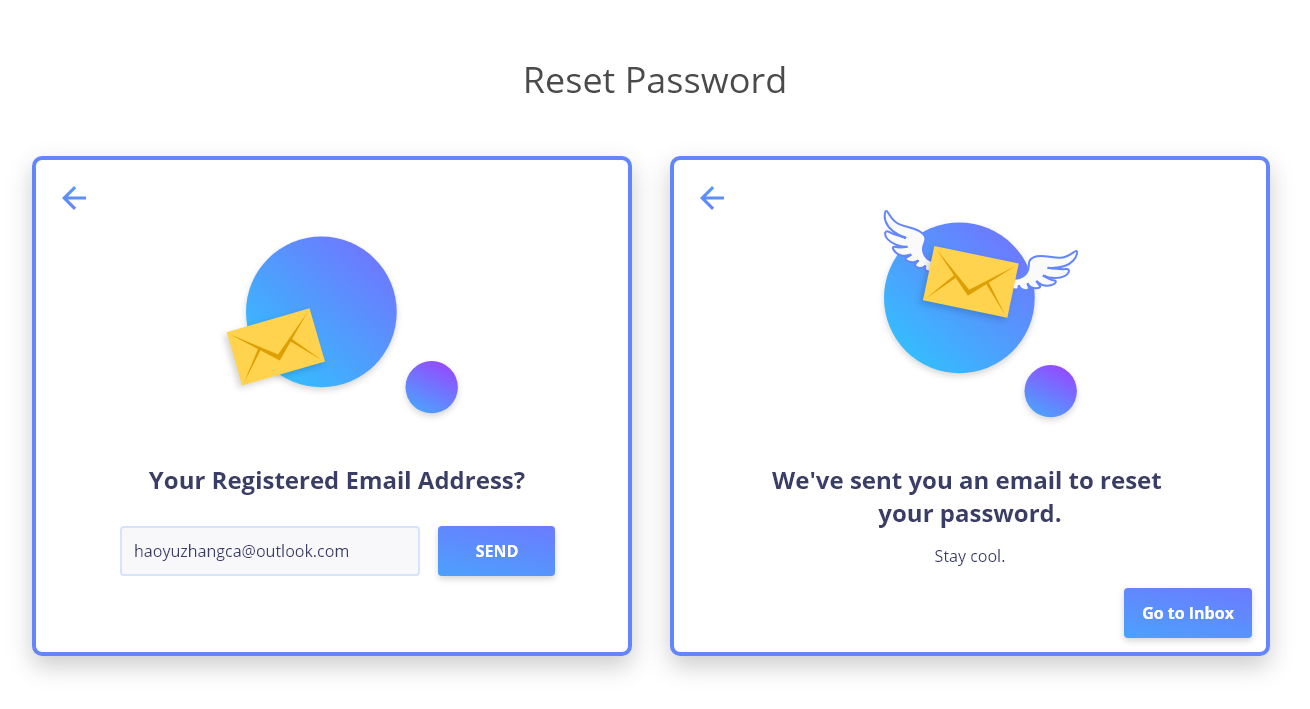 Reset Password
Your Registered Email Address?
haoyuzhangca@outlook.com
SEND
We've sent you an email to reset
your password.
Stay cool.
Go to Inbox